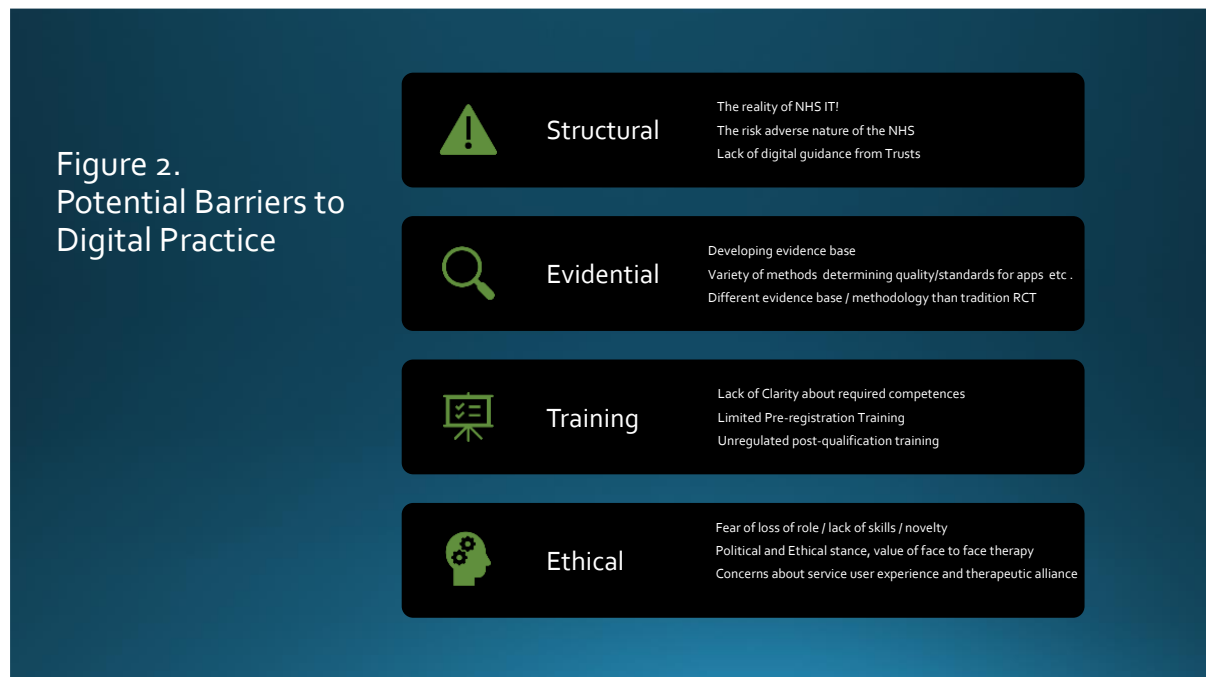 Figure 2.
Potential Barriers to
Digital Practice
Structural
The reality of NHS IT!
The risk adverse nature of the NHS
Lack of digital guidance from Trusts
Evidential
Developing evidence base
Variety of methods determining quality/standards for apps etc .
Different evidence base / methodology than tradition RCT
Training
Lack of Clarity about required competences
Limited Pre-registration Training
Unregulated post-qualification training
Ethical
Fear of loss of role / lack of skills / novelty
Political and Ethical stance, value of face to face therapy
Concerns about service user experience and therapeutic alliance